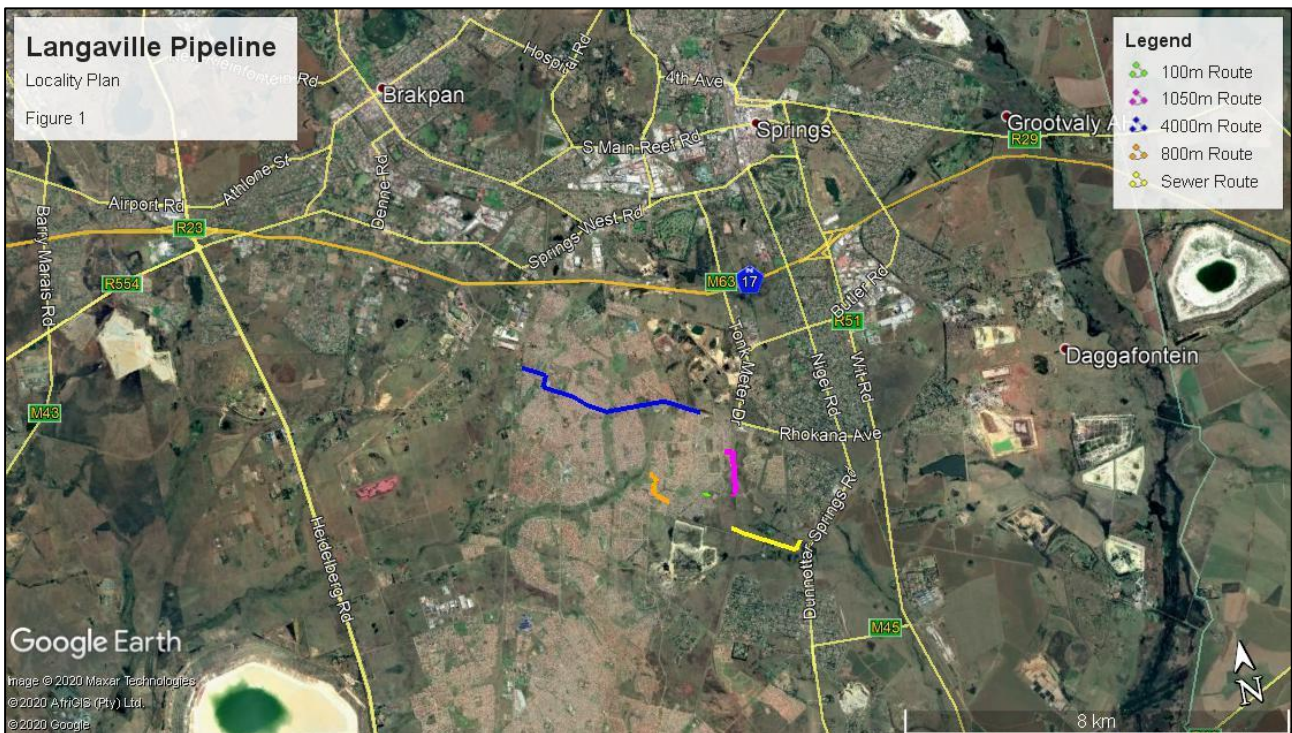 Langaville Pipeline
Locality Plan
Figure 1
Legend
100m Route
1050m Route
4000m Route
800m Route
Sewer Route
Hospital Rd
4th Ave
Brakpan
Springs
Grootvaly
R29
S Main Reef Rd
Athlone St
Denne Rd
Airport Rd
Barry Marais Rd
R23
Springs West Rd
R554
M63
N
17
Butler Rd
R51
Tonk Meter Dr
Nigel Rd
Wit Rd
Daggafontein
M43
Rhokana Ave
Heidelberg Rd
Dunnottar Springs Rd
M45
Google Earth
Image © 2020 Maxar Technologies
© 2020 AfriGIS (Pty) Ltd.
© 2020 Google
N
8 km